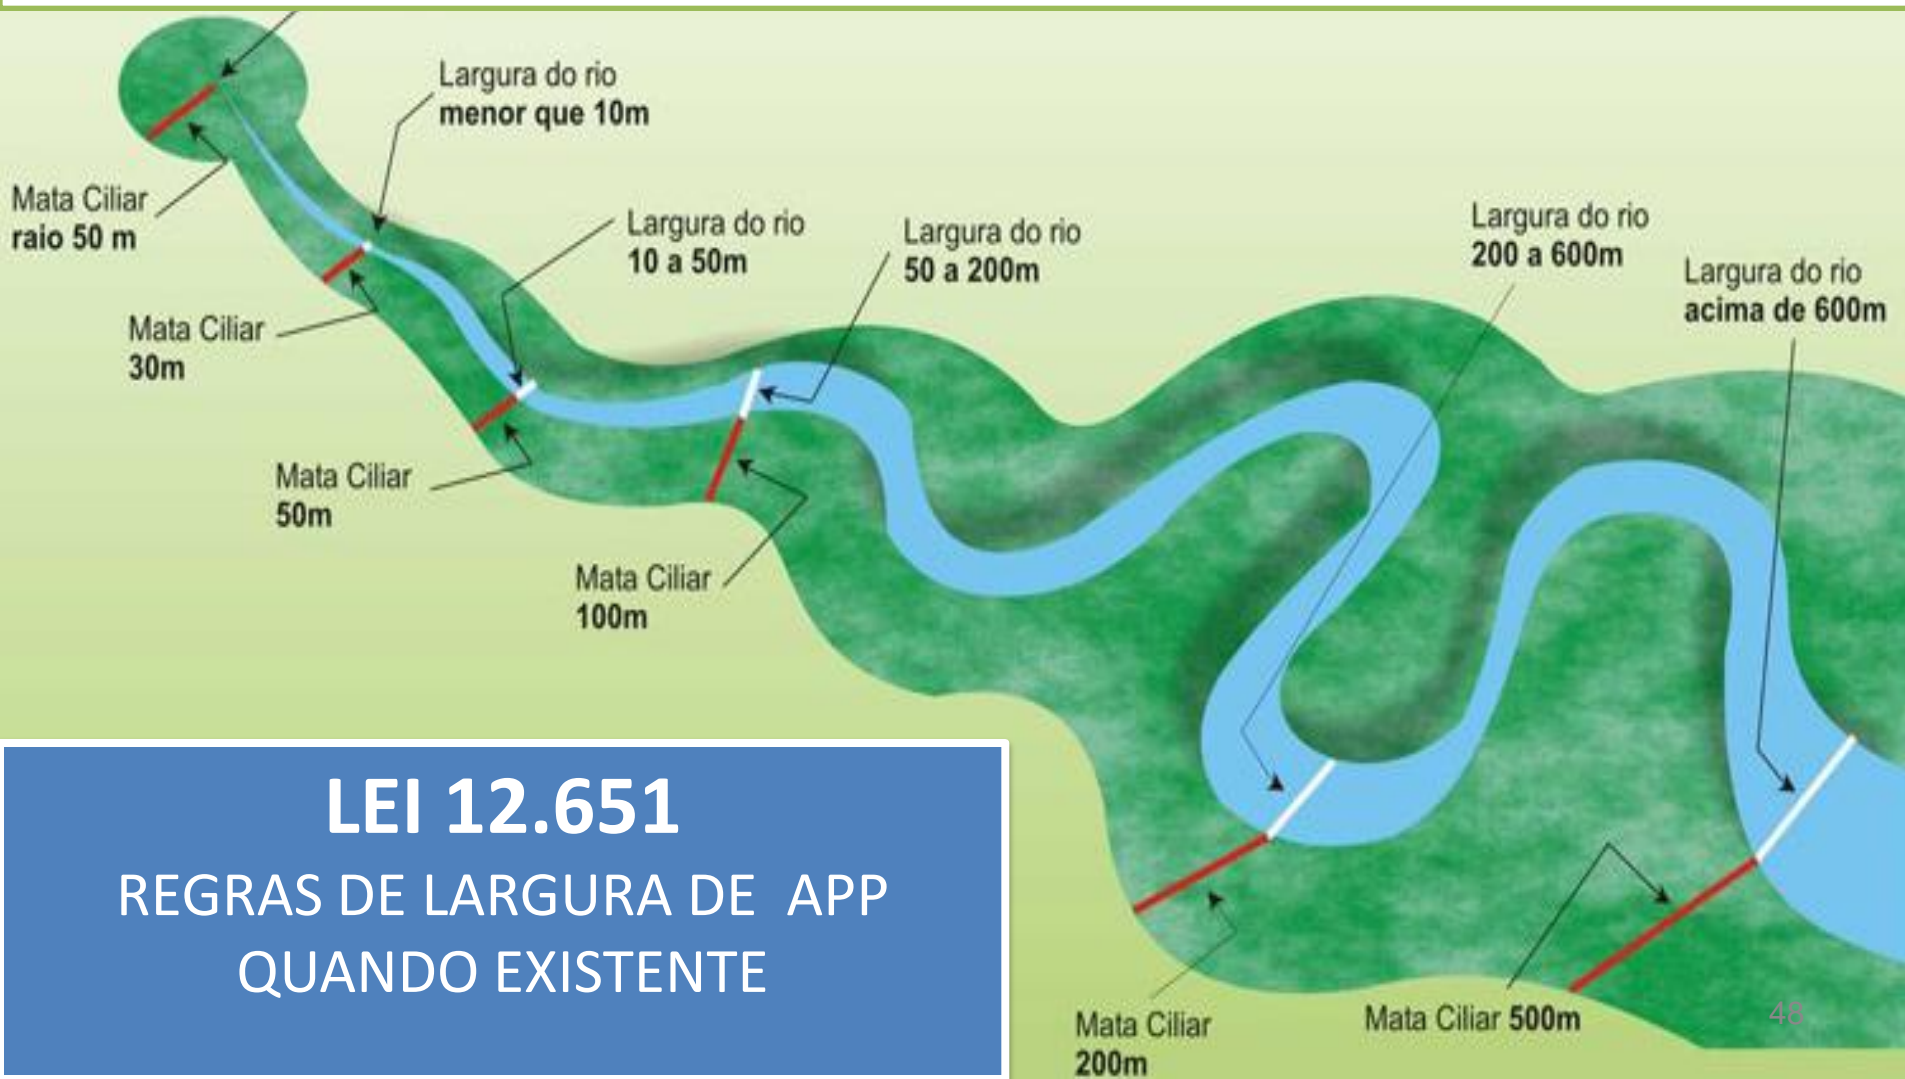 Largura do rio
menor que 10m
Mata Ciliar
raio 50 m
Largura do rio
10 a 50m
Largura do rio
50 a 200m
Largura do rio
200 a 600m
Largura do rio
acima de 600m
Mata Ciliar
30m
Mata Ciliar
50m
Mata Ciliar
100m
LEI 12.651
REGRAS DE LARGURA DE APP
QUANDO EXISTENTE
Mata Ciliar
200m
Mata Ciliar 500m
48